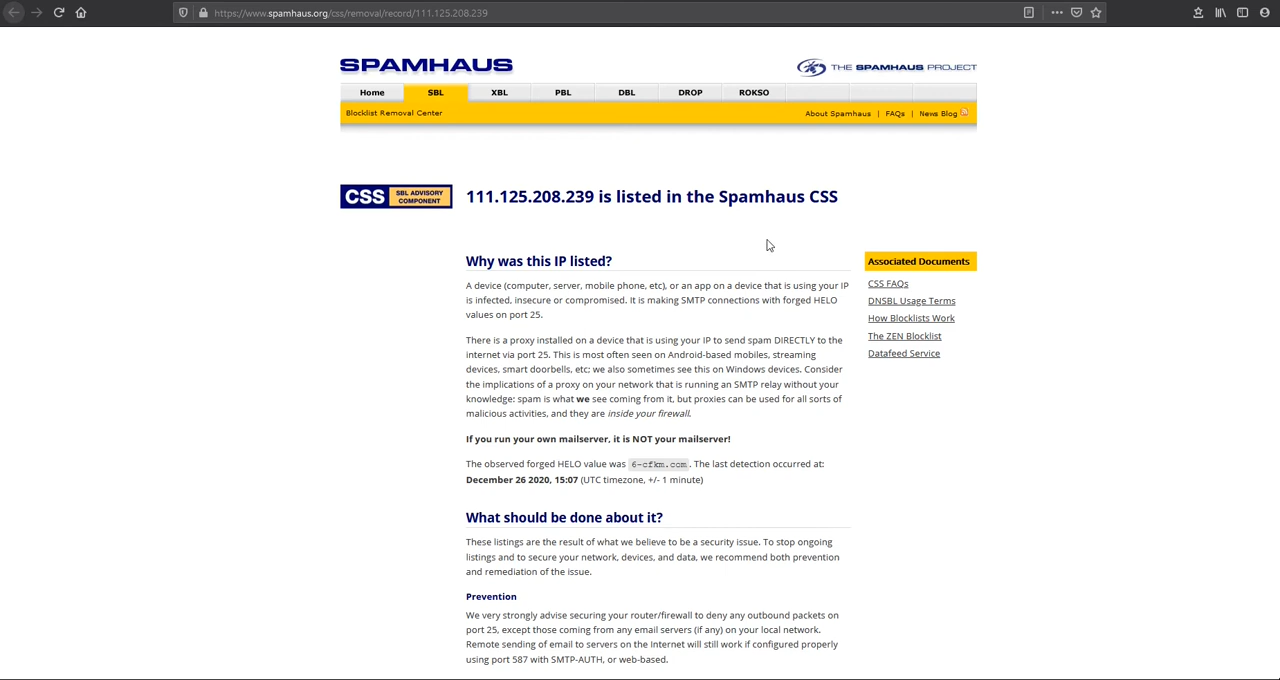 https://www.spamhaus.org/css/removal/record/111.125.208.239
SPAMHAUS
THE SPAMHAUS PROJECT
Home
SBL
XBL
PBL
DBL
DROP
ROKSO
Blocklist Removal Center
About Spamhaus | FAQs | News Blog
CSS SBL ADVISORY
COMPONENT
111.125.208.239 is listed in the Spamhaus CSS
Why was this IP listed?
A device (computer, server, mobile phone, etc), or an app on a device that is using your IP
is infected, insecure or compromised. It is making SMTP connections with forged HELO
values on port 25.
There is a proxy installed on a device that is using your IP to send spam DIRECTLY to the
internet via port 25. This is most often seen on Android-based mobiles, streaming
devices, smart doorbells, etc; we also sometimes see this on Windows devices. Consider
the implications of a proxy on your network that is running an SMTP relay without your
knowledge: spam is what we see coming from it, but proxies can be used for all sorts of
malicious activities, and they are inside your firewall.
If you run your own mailserver, it is NOT your mailserver!
The observed forged HELO value was 6-cfkm.com. The last detection occurred at:
December 26 2020, 15:07 (UTC timezone, +/- 1 minute)
What should be done about it?
These listings are the result of what we believe to be a security issue. To stop ongoing
listings and to secure your network, devices, and data, we recommend both prevention
and remediation of the issue.
Prevention
We very strongly advise securing your router/firewall to deny any outbound packets on
port 25, except those coming from any email servers (if any) on your local network.
Remote sending of email to servers on the Internet will still work if configured properly
using port 587 with SMTP-AUTH, or web-based.
Associated Documents
CSS FAQs
DNSBL Usage Terms
How Blocklists Work
The ZEN Blocklist
Datafeed Service